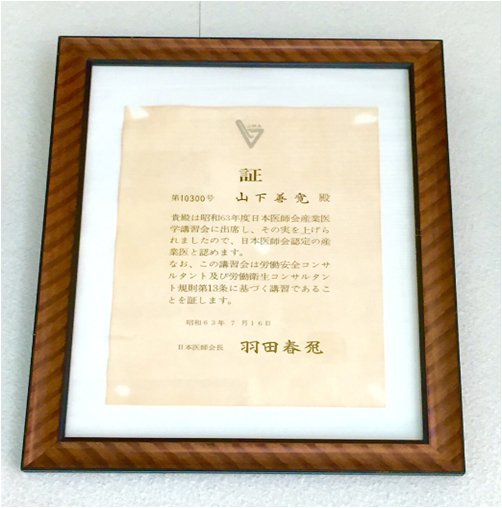 証
第10300号 山下善寛 殿
貴殿は昭和63年度日本医師会産業医
学講習会に出席し、その実を上げら
れましたので、日本医師会認定の産
業医と認めます。
なお、この講習会は労働安全コンサ
ルタント及び労働衛生コンサルタン
ト規則第13条に基づく講習であるこ
とを証します。
昭和63年7月16日
日本医師会長 羽田春兔